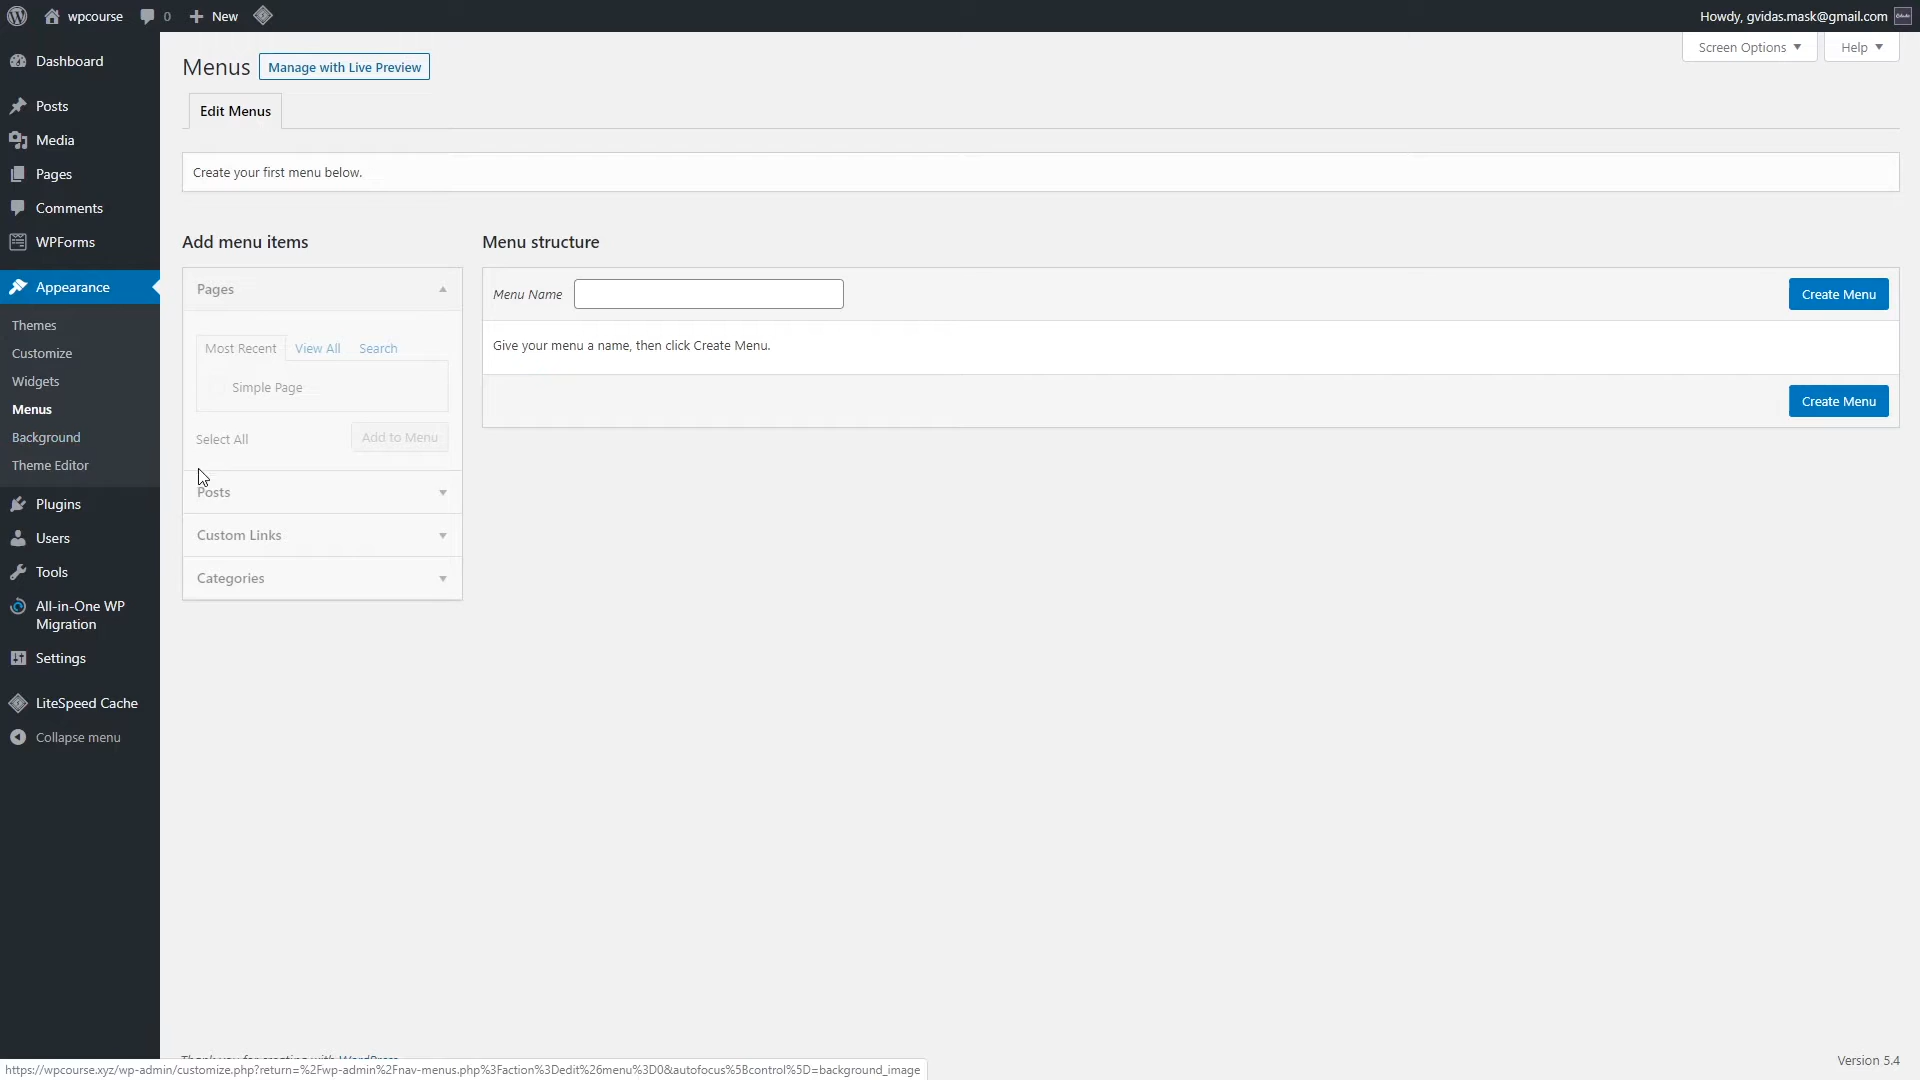 wpcourse
0
New
Howdy, gvidas.mask@gmail.com
Screen Options
Help
Dashboard
Posts
Media
Pages
Comments
WPForms
Appearance
Themes
Customize
Widgets
Menus
Background
Theme Editor
Plugins
Users
Tools
All-in-One WP
Migration
Settings
LiteSpeed Cache
Collapse menu
Menus
Manage with Live Preview
Edit Menus
Create your first menu below.
Add menu items
Pages
Most Recent
View All
Search
Simple Page
Select All
Add to Menu
Posts
Custom Links
Categories
Menu structure
Menu Name
Create Menu
Give your menu a name, then click Create Menu.
Create Menu
Thank you for creating with WordPress
Version 5.4
https://wpcourse.xyz/wp-admin/customize.php?return=%2Fwp-admin%2Fnav-menus.php%3Faction%3Dedit%26menu%3D0&autofocus%5Bcontrol%5D=background_image